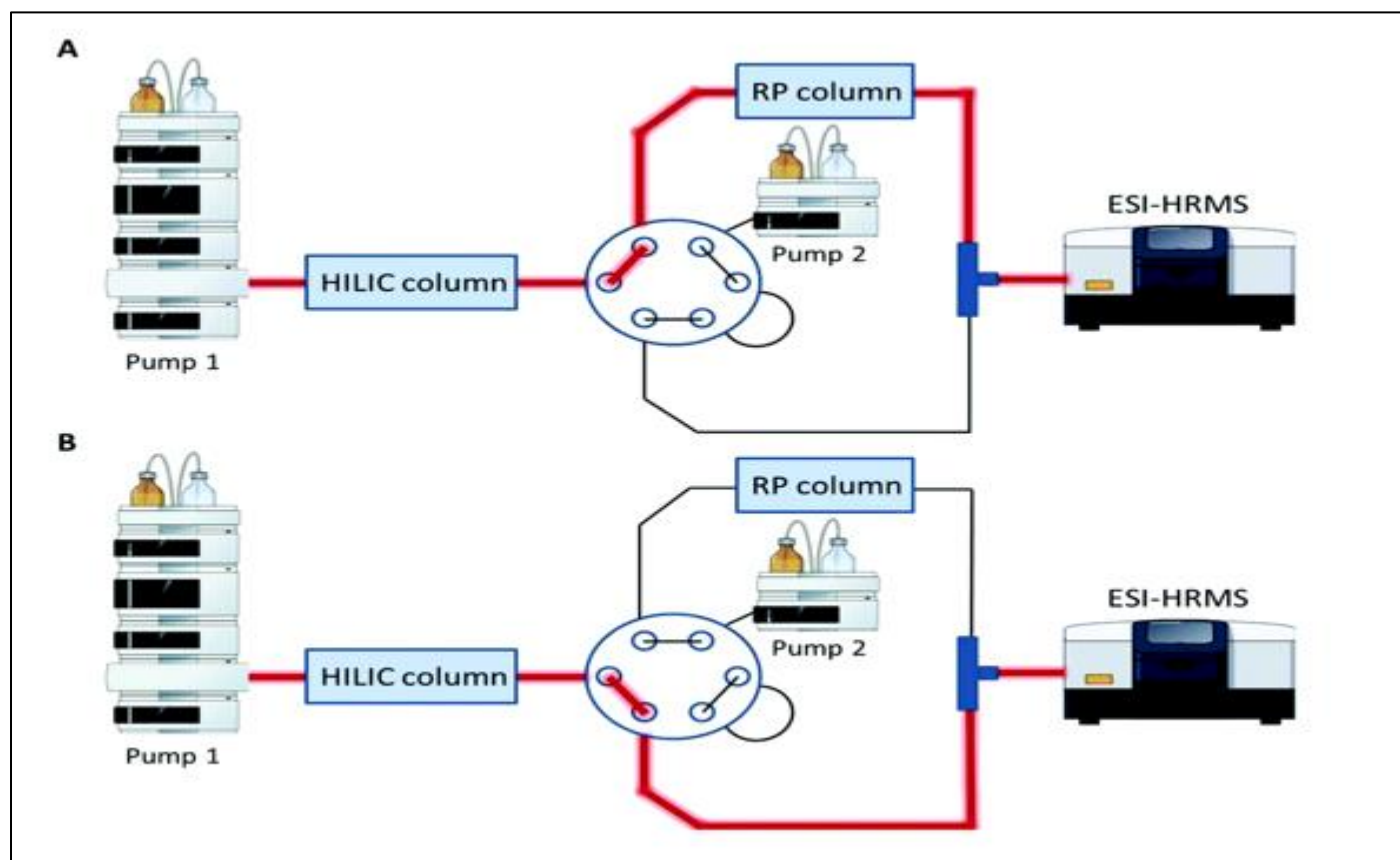 A
RP column
ESI-HRMS
Pump 2
HILIC column
Pump 1
B
RP column
ESI-HRMS
Pump 2
HILIC column
Pump 1